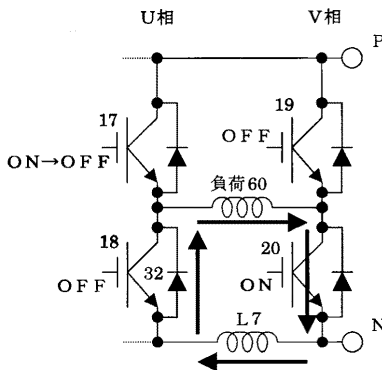 U相 V相
P
17 19
OFF
ON→OFF
負荷60
18 20
32
OFF ON
L7
N